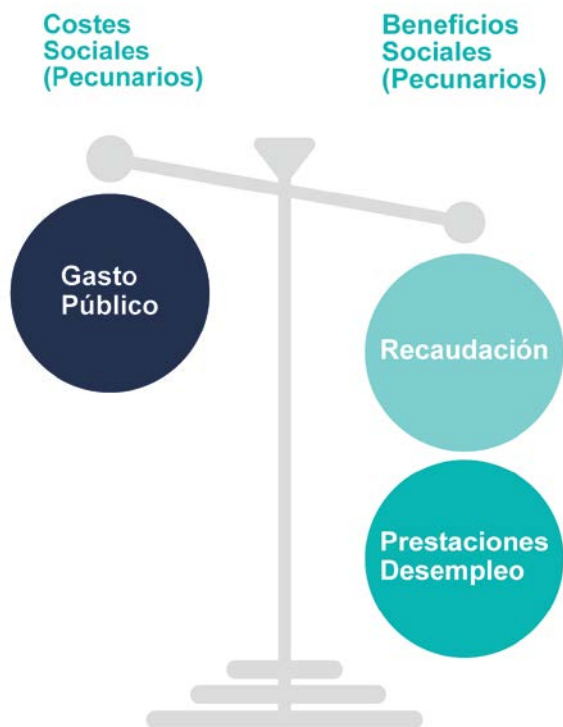 Costes
Sociales
(Pecunarios)
Beneficios
Sociales
(Pecunarios)
Gasto
Público
Recaudación
Prestaciones
Desempleo